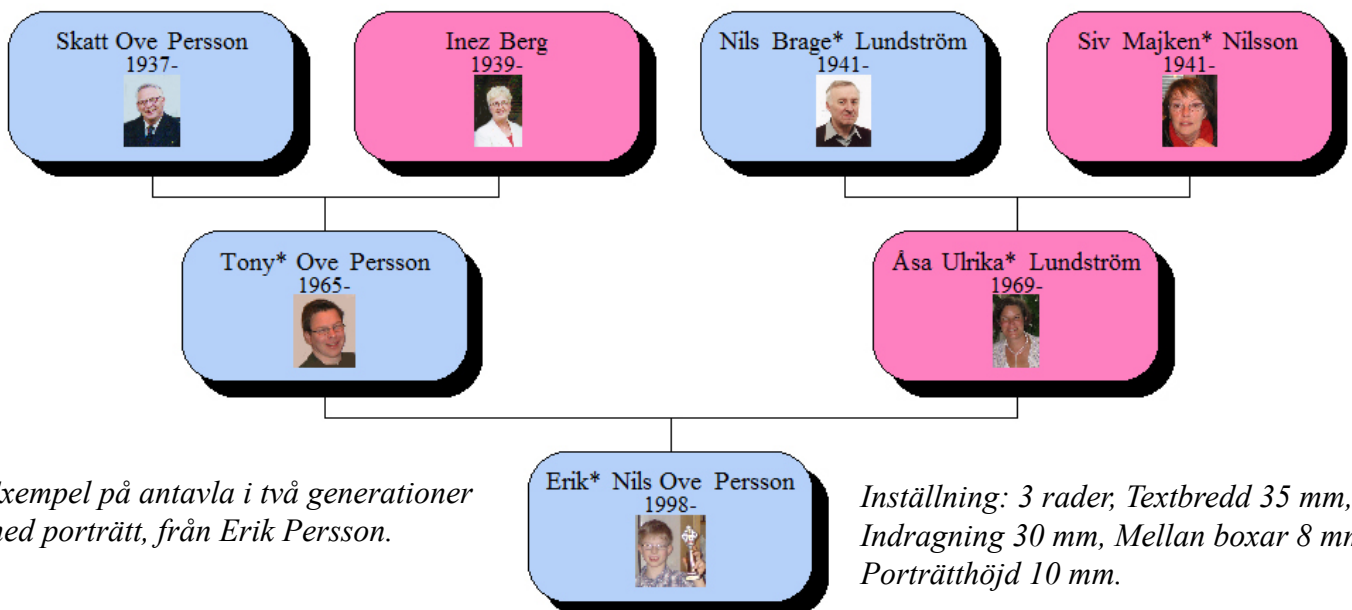 Skatt Ove Persson
1937-
Inez Berg
1939-
Nils Brage* Lundström
1941-
Siv Majken* Nilsson
1941-
Tony* Ove Persson
1965-
Åsa Ulrika* Lundström
1969-
Erik* Nils Ove Persson
1998-
xempel på antavla i två generationer
ned porträtt, från Erik Persson.
Inställning: 3 rader, Textbredd 35 mm,
Indragning 30 mm, Mellan boxar 8 mm
Porträtthöjd 10 mm.